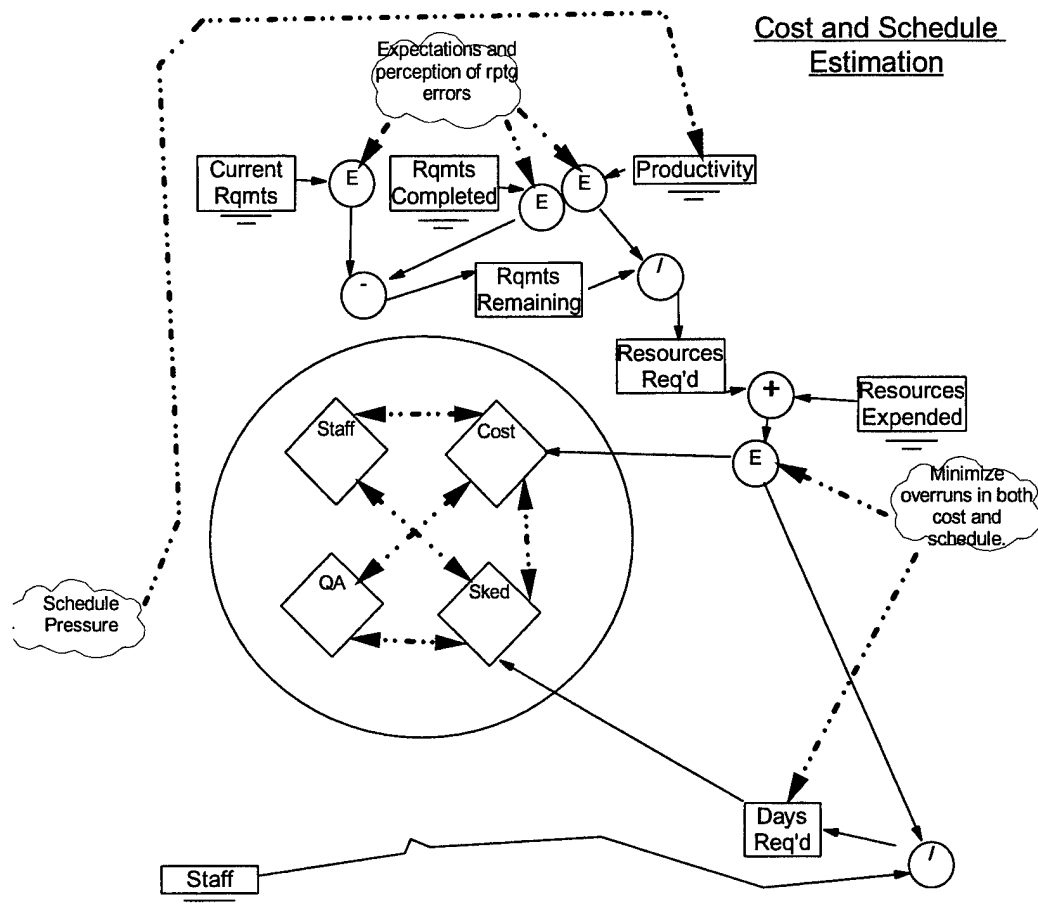 Cost and Schedule
Estimation
Expectations and
perception of rptg
errors
Current
Rqmts
E
Rqmts
Completed
E
E
Productivity
-
Rqmts
Remaining
/
Resources
Req'd
+
Resources
Expended
E
Minimize
overruns in both
cost and
schedule.
Staff
Cost
QA
Sked
Schedule
Pressure
Days
Req'd
/
Staff